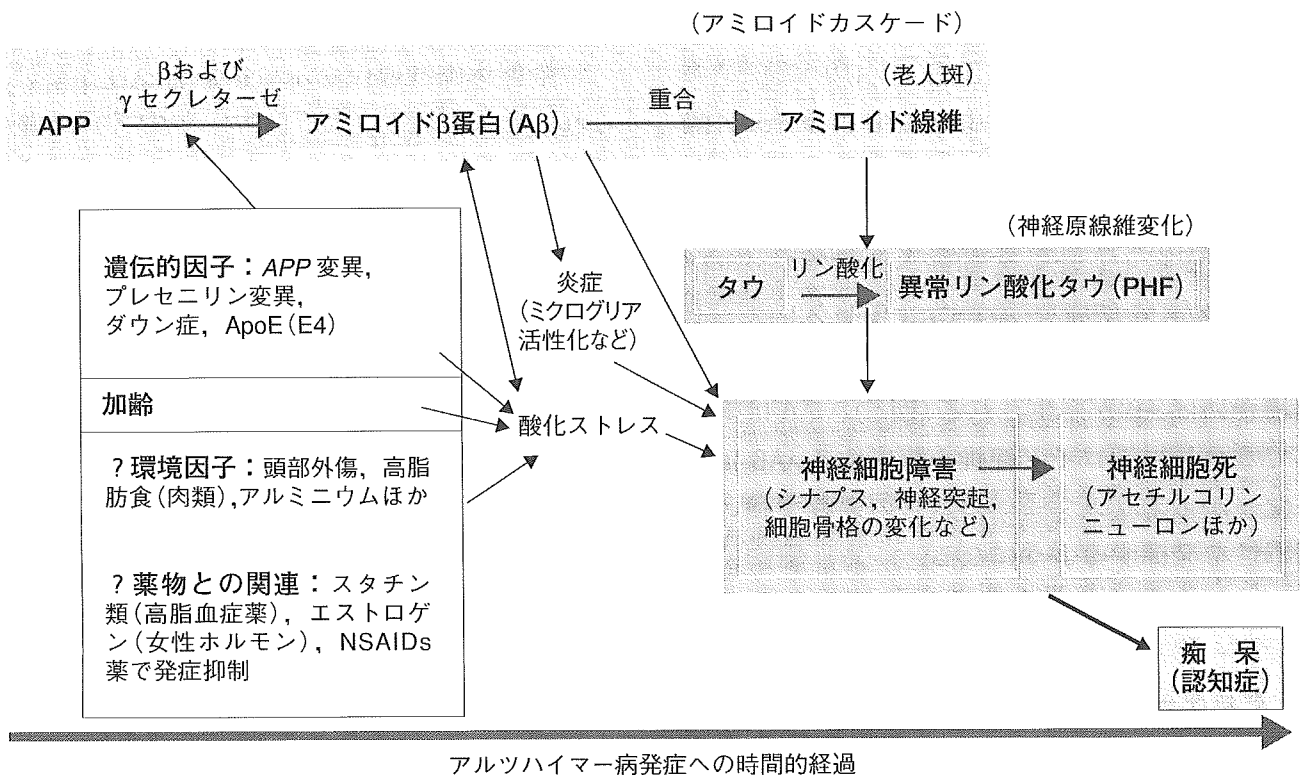 (アミロイドカスケード)
βおよび
γセクレターゼ
(老人斑)
重合
APP
アミロイドβ蛋白(Aβ)
アミロイド線維
(神経原線維変化)
遺伝的因子:APP変異,
プレセニリン変異,
ダウン症, ApoE(E4)
リン酸化
タウ
異常リン酸化タウ(PHF)
炎症
(ミクログリア
活性化など)
加齢
酸化ストレス
?環境因子:頭部外傷, 高脂
肪食(肉類),アルミニウムほか
神経細胞障害
(シナプス, 神経突起,
細胞骨格の変化など)
神経細胞死
(アセチルコリン
ニューロンほか)
?薬物との関連:スタチン
類(高脂血症薬), エストロゲ
ン(女性ホルモン), NSAIDs
薬で発症抑制
痴 呆
(認知症)
アルツハイマー病発症への時間的経過